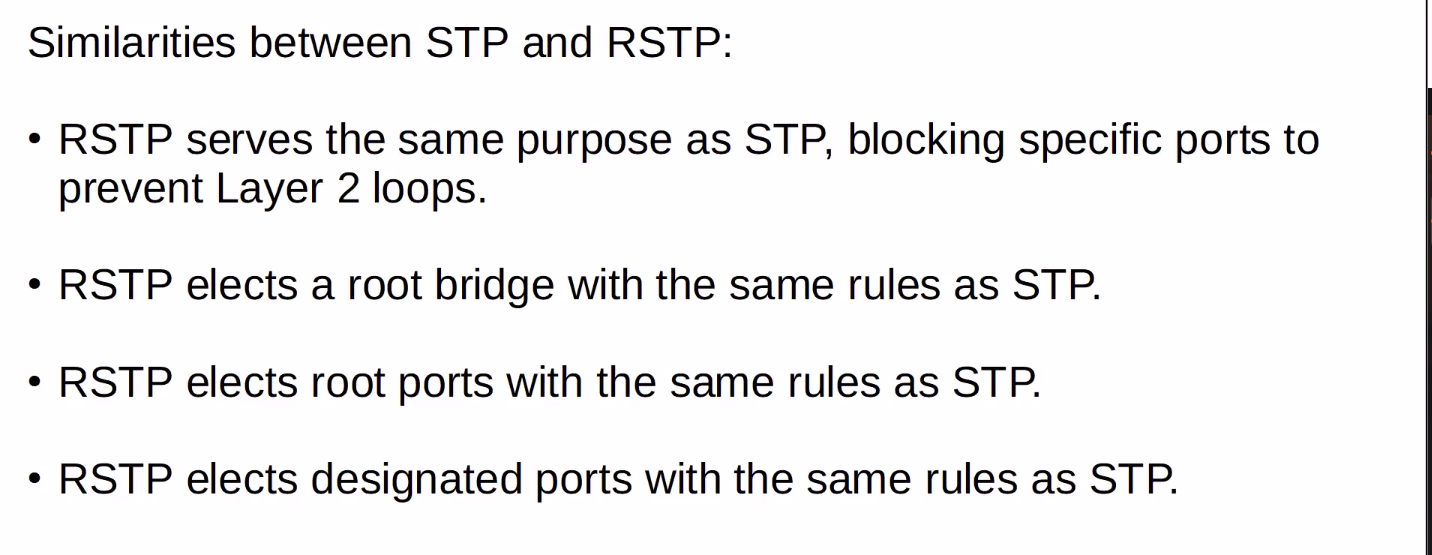 Similarities between STP and RSTP:
• RSTP serves the same purpose as STP, blocking specific ports to
prevent Layer 2 loops.
• RSTP elects a root bridge with the same rules as STP.
• RSTP elects root ports with the same rules as STP.
• RSTP elects designated ports with the same rules as STP.